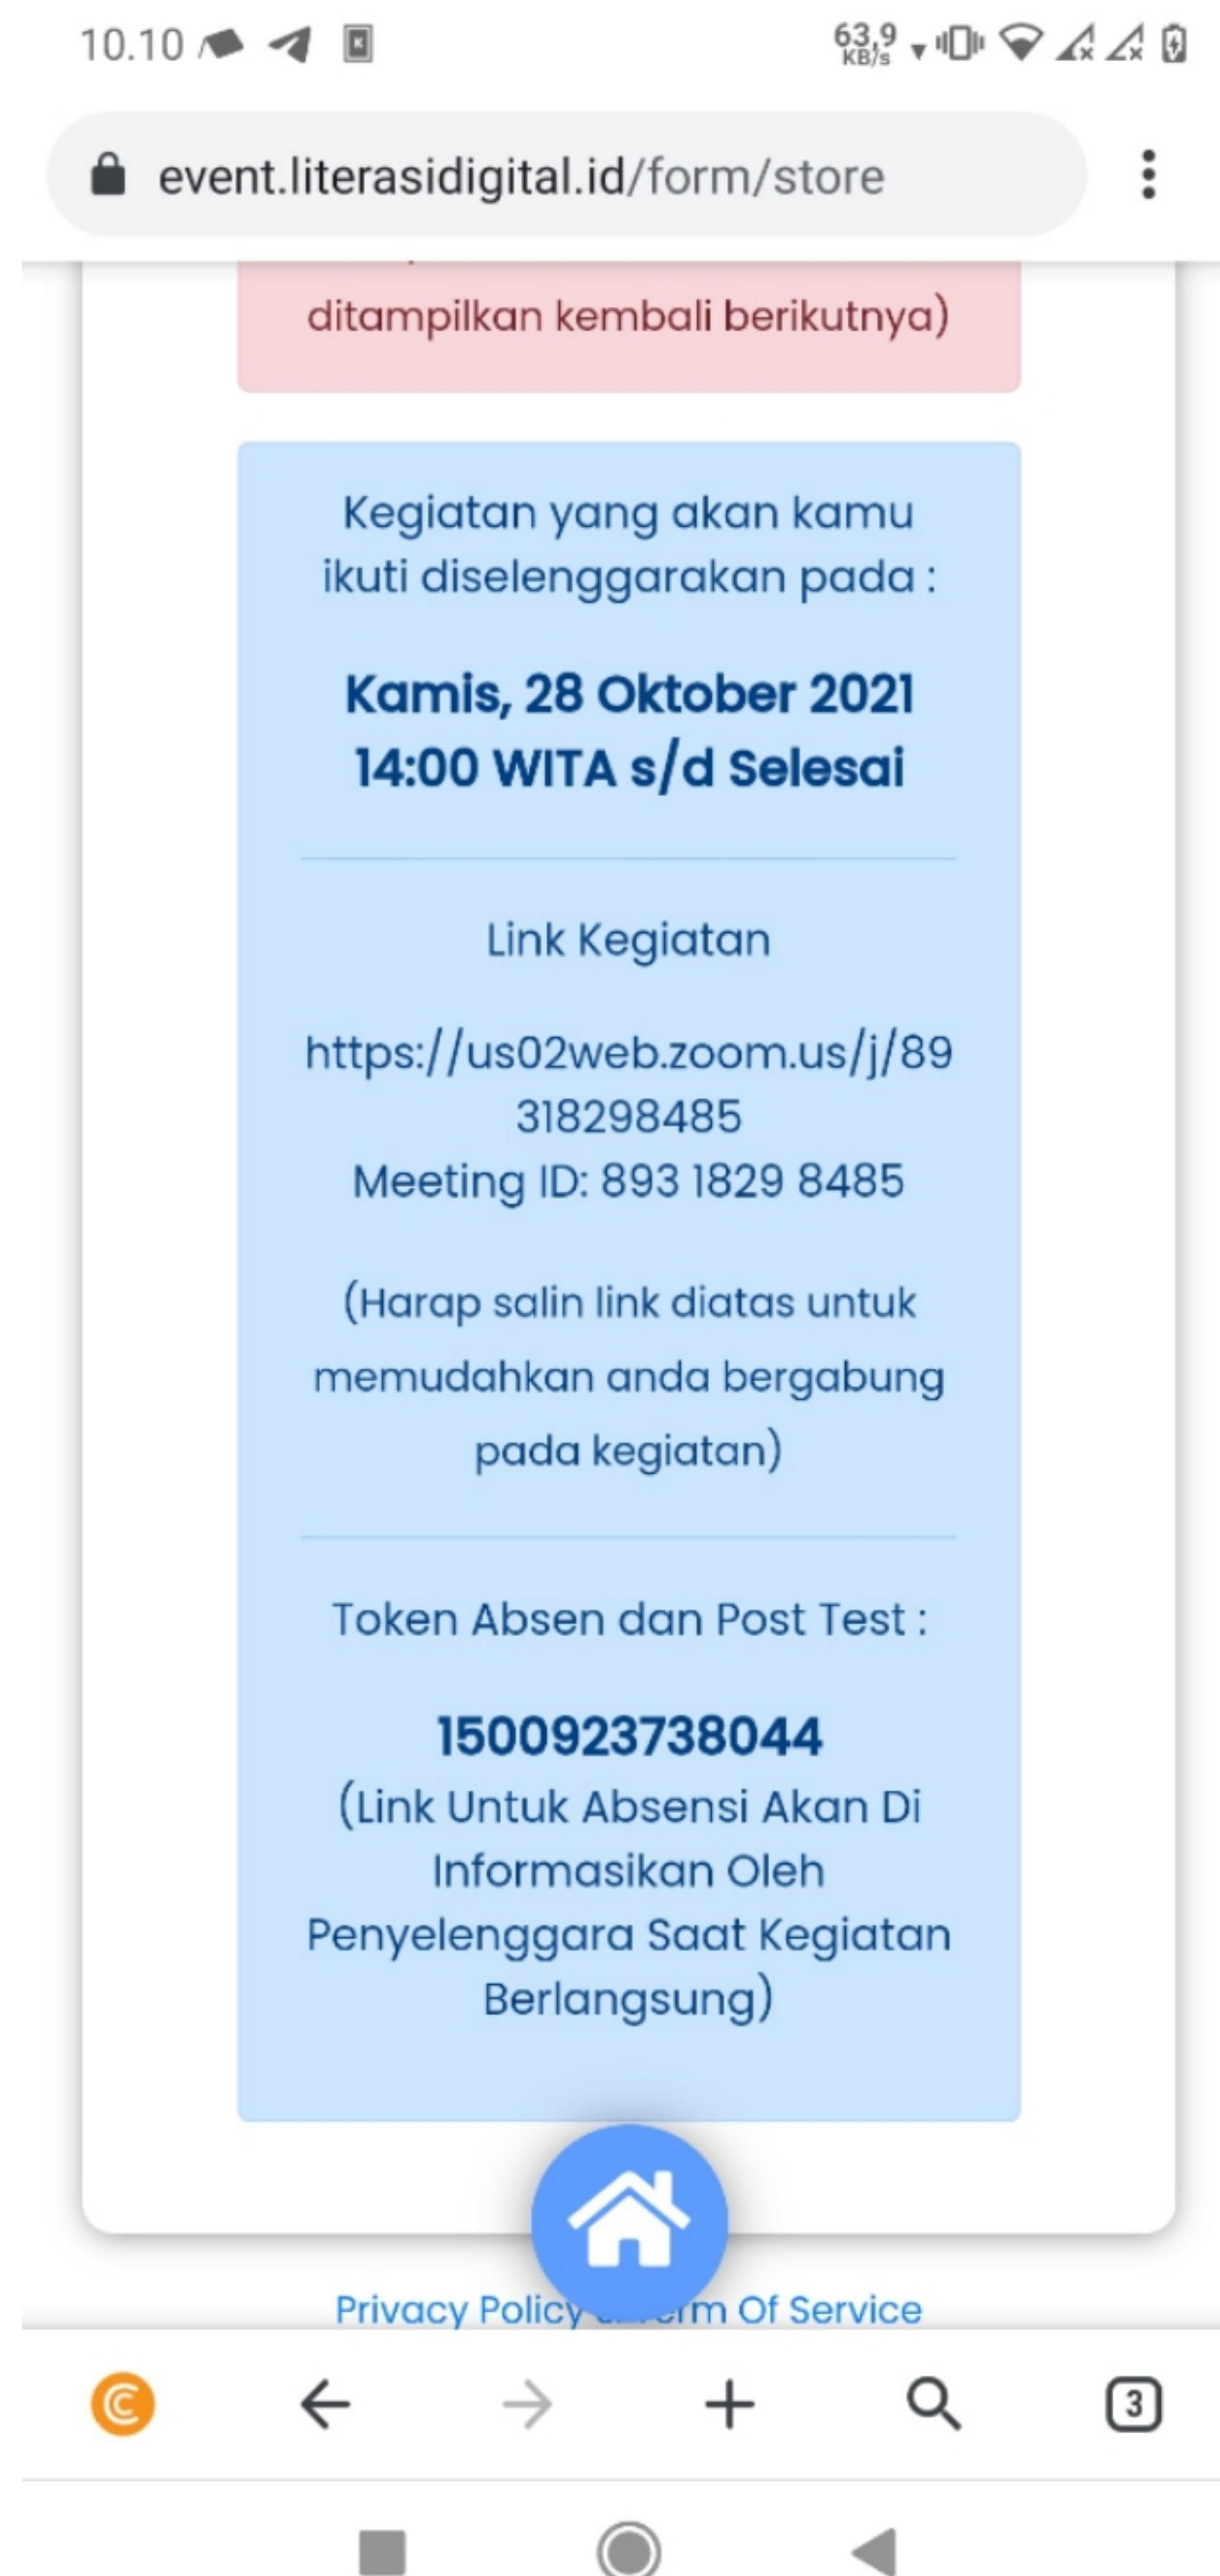 10.10
63,9
KB/s
event.literasidigital.id/form/store
ditampilkan kembali berikutnya)
Kegiatan yang akan kamu
ikuti diselenggarakan pada :
Kamis, 28 Oktober 2021
14:00 WITA s/d Selesai
Link Kegiatan
https://us02web.zoom.us/j/89
318298485
Meeting ID: 893 1829 8485
(Harap salin link diatas untuk
memudahkan anda bergabung
pada kegiatan)
Token Absen dan Post Test :
1500923738044
(Link Untuk Absensi Akan Di
Informasikan Oleh
Penyelenggara Saat Kegiatan
Berlangsung)
Privacy Policy Of Service
3